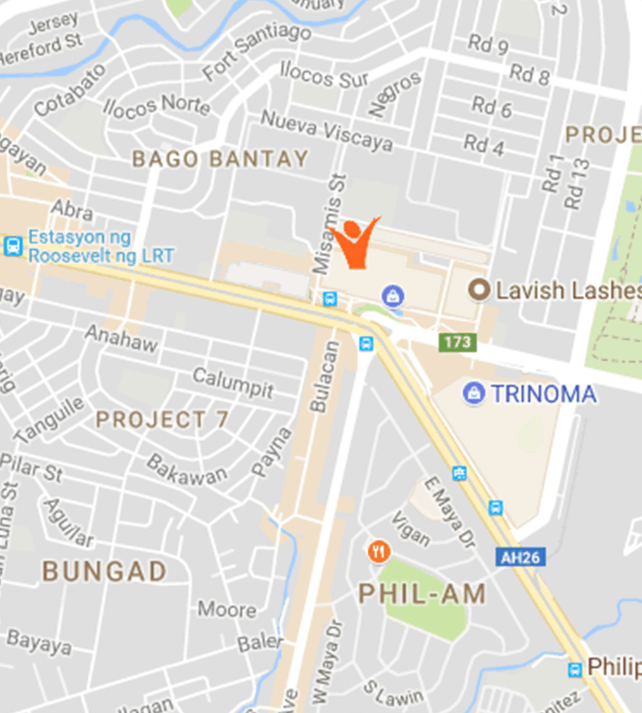 Jersey
Hereford St
Cotabato
Fort Santiago
Ilocos Sur
Ilocos Norte
Negros
Nueva Viscaya
Rd 9
Rd 8
Rd 6
Rd 4
2
PROJE
Rd 1
Rd 13
BAGO BANTAY
Abra
Misamis St
Estasyon ng
Roosevelt ng LRT
Lavish Lashes
173
Anahaw
Calumpit
Bulacan
TRINOMA
PROJECT 7
Tanguile
Payna
Bakawan
Pilar St
Aguilar
E Maya Dr
Vigan
AH26
BUNGAD
PHIL-AM
Moore
Baler
Bayaya
W Maya Dr
S Lawin
Ave
Philip